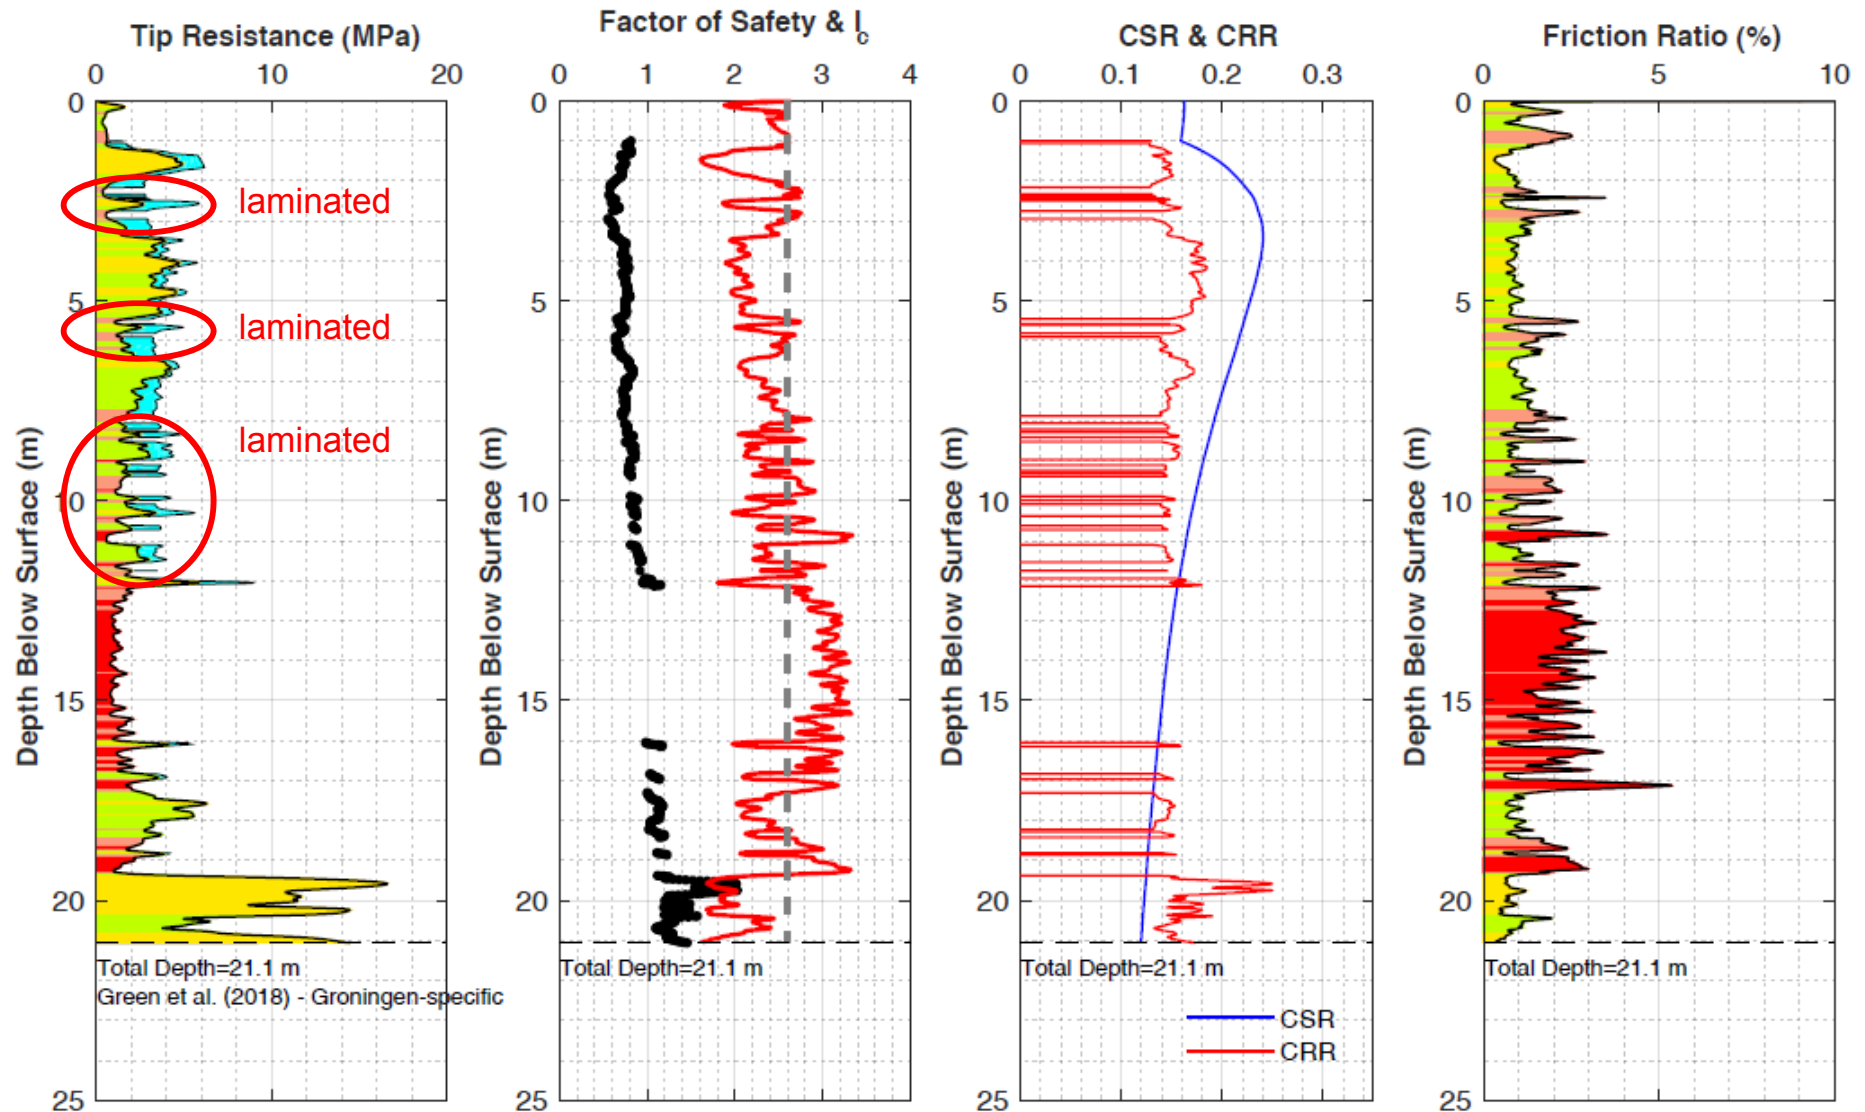 Tip Resistance (MPa)
0 10 20
0
5
10
15
20
25
Depth Below Surface (m)
laminated
laminated
laminated
Total Depth=21.1 m
Green et al. (2018) - Groningen-specific
Factor of Safety & Ic
0 1 2 3 4
0
5
10
15
20
25
Depth Below Surface (m)
Total Depth=21.1 m
CSR & CRR
0 0.1 0.2 0.3
0
5
10
15
20
25
Depth Below Surface (m)
Total Depth=21.1 m
CSR
CRR
Friction Ratio (%)
0 5 10
0
5
10
15
20
25
Depth Below Surface (m)
Total Depth=21.1 m